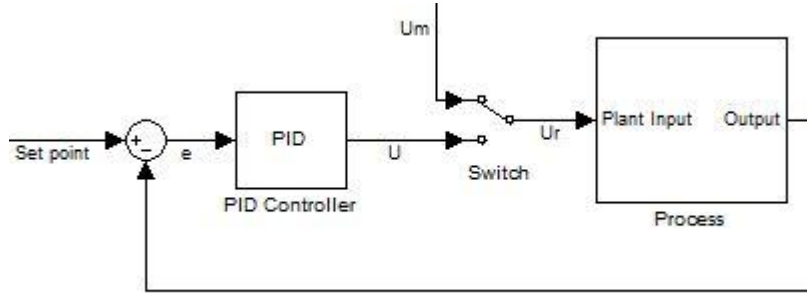 Um
Set point
+
−
e
PID
PID Controller
U
Switch
Ur
Plant Input
Output
Process